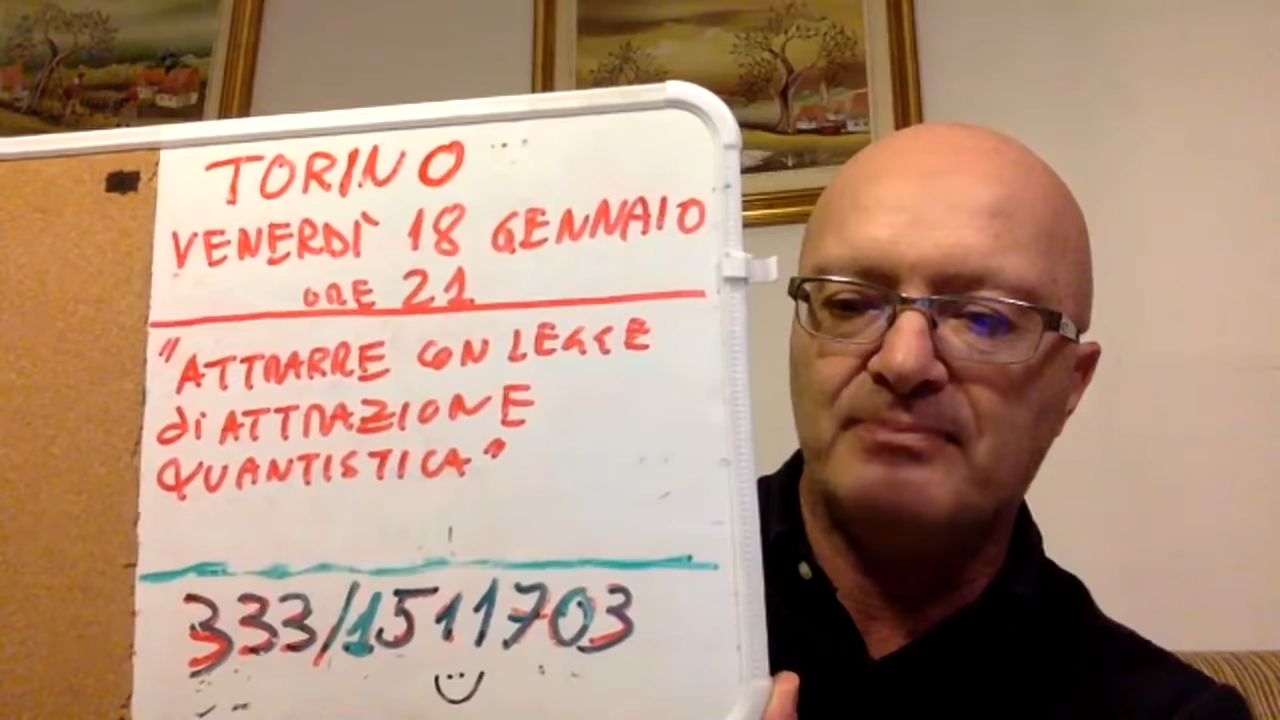 TORINO
VENERDÌ 18 GENNAIO
ORE 21
"ATTRARRE CON LEGGE
di ATTRAZIONE
QUANTISTICA"
333/1511703